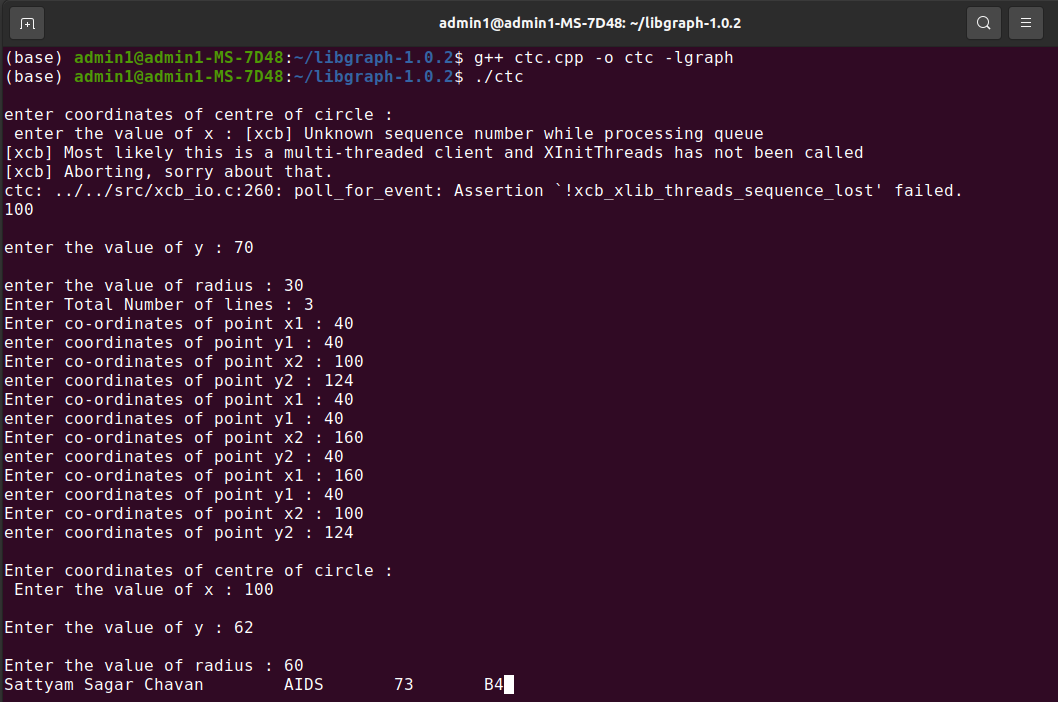 admin1@admin1-MS-7D48: ~/libgraph-1.0.2
(base) admin1@admin1-MS-7D48:~/libgraph-1.0.2$ g++ ctc.cpp -o ctc -lgraph
(base) admin1@admin1-MS-7D48:~/libgraph-1.0.2$ ./ctc
enter coordinates of centre of circle :
enter the value of x : [xcb] Unknown sequence number while processing queue
[xcb] Most likely this is a multi-threaded client and XInitThreads has not been called
[xcb] Aborting, sorry about that.
ctc: ../../src/xcb_io.c:260: poll_for_event: Assertion `!xcb_xlib_threads_sequence_lost' failed.
100
enter the value of y : 70
enter the value of radius : 30
Enter Total Number of lines : 3
Enter co-ordinates of point x1 : 40
enter coordinates of point y1 : 40
Enter co-ordinates of point x2 : 100
enter coordinates of point y2 : 124
Enter co-ordinates of point x1 : 40
enter coordinates of point y1 : 40
Enter co-ordinates of point x2 : 160
enter coordinates of point y2 : 40
Enter co-ordinates of point x1 : 160
enter coordinates of point y1 : 40
Enter co-ordinates of point x2 : 100
enter coordinates of point y2 : 124
Enter coordinates of centre of circle :
Enter the value of x : 100
Enter the value of y : 62
Enter the value of radius : 60
Sattyam Sagar Chavan AIDS 73 B4